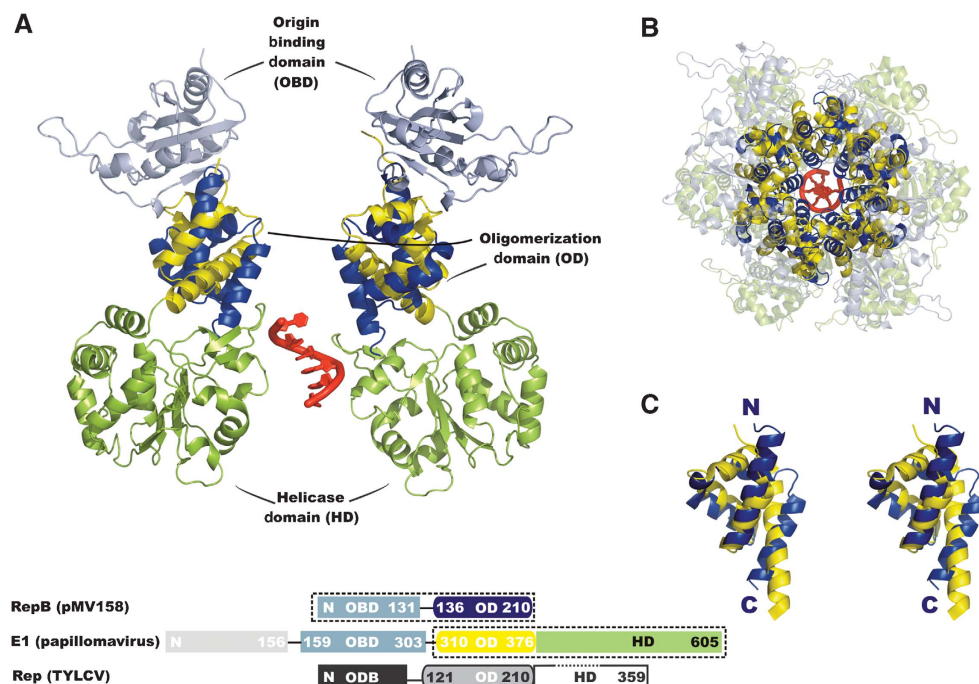 A
Origin
binding
domain
(OBD)
B
Oligomerization
domain (OD)
C
N
N
Helicase
domain (HD)
C
C
RepB (pMV158) N OBD 131 136 OD 210
E1 (papillomavirus) N 156 159 OBD 303 310 OD 376 HD 605
Rep (TYLCV) N ODB 121 OD 210 HD 359